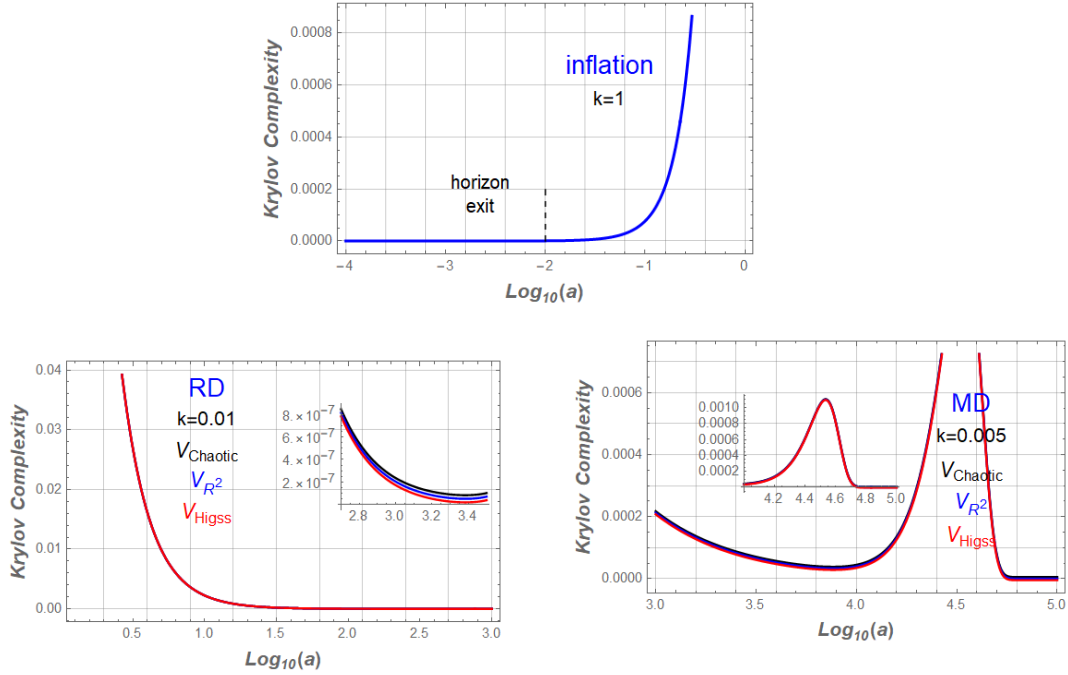 Krylov Complexity
0.0008
0.0006
0.0004
0.0002
0.0000
inflation
k=1
horizon
exit
−4
−3
−2
−1
0
Log10(a)
Krylov Complexity
0.04
0.03
0.02
0.01
0.00
RD
k=0.01
VChaotic
VR2
VHigss
8. × 10-7
6. × 10-7
4. × 10-7
2. × 10-7
2.8
3.0
3.2
3.4
0.5
1.0
1.5
2.0
2.5
3.0
Log10(a)
Krylov Complexity
0.0006
0.0004
0.0002
0.0000
0.0010
0.0008
0.0006
0.0004
0.0002
4.2
4.4
4.6
4.8
5.0
MD
k=0.005
VChaotic
VR2
VHigss
3.0
3.5
4.0
4.5
5.0
Log10(a)